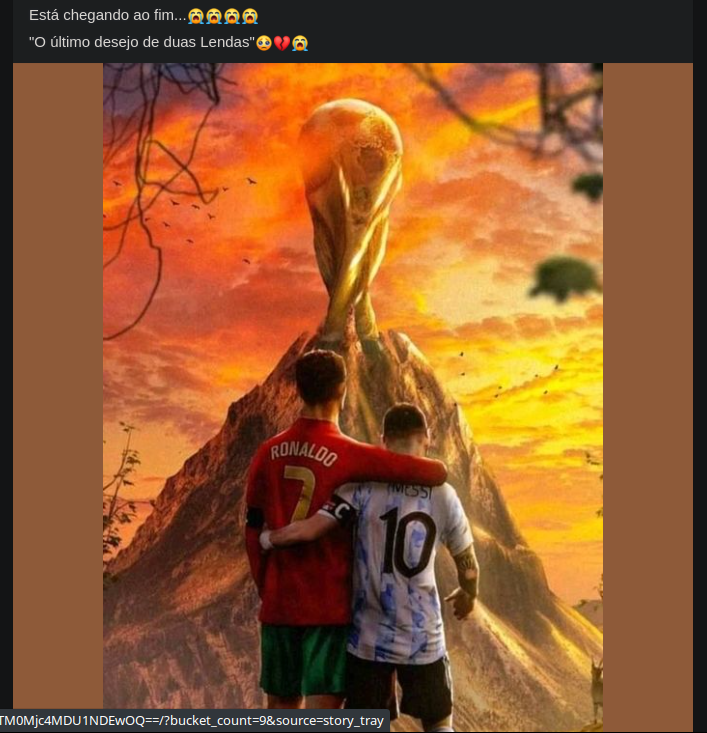 Está chegando ao fim...😭😭😭😭
"O último desejo de duas Lendas"🥹💔😭
RONALDO
7
MESSI
C
10
TM0Mjc4MDU1NDEwOQ==/?bucket_count=9&source=story_tray